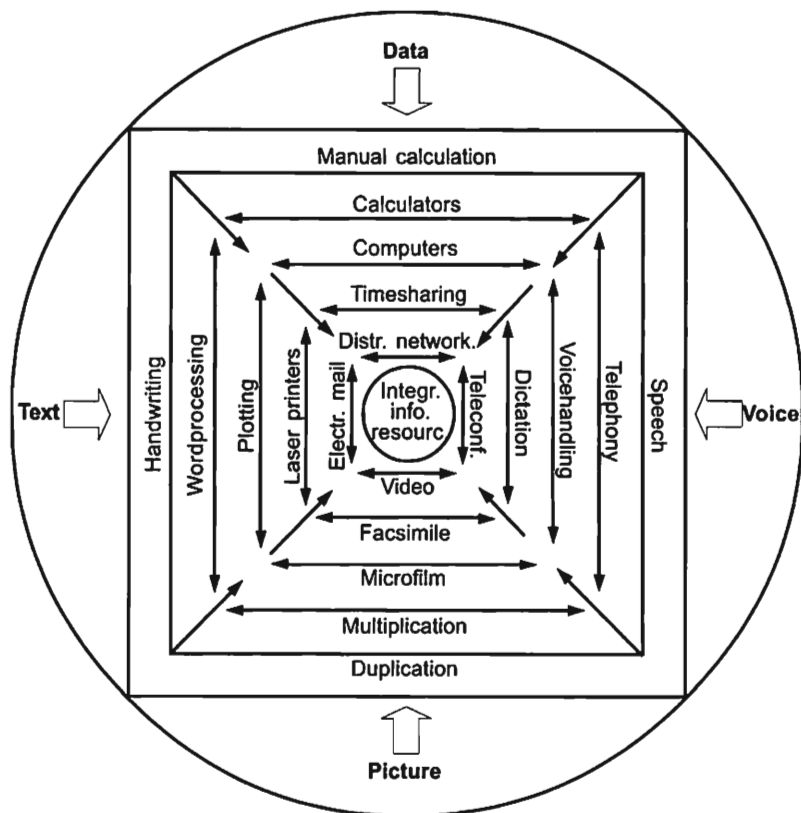 Data
Manual calculation
Calculators
Computers
Timesharing
Distr. network.
Text
Handwriting
Wordprocessing
Plotting
Laser printers
Electr. mail
Integr.
info.
resourc.
Teleconf.
Dictation
Voicehandling
Telephony
Speech
Voice
Video
Facsimile
Microfilm
Multiplication
Duplication
Picture